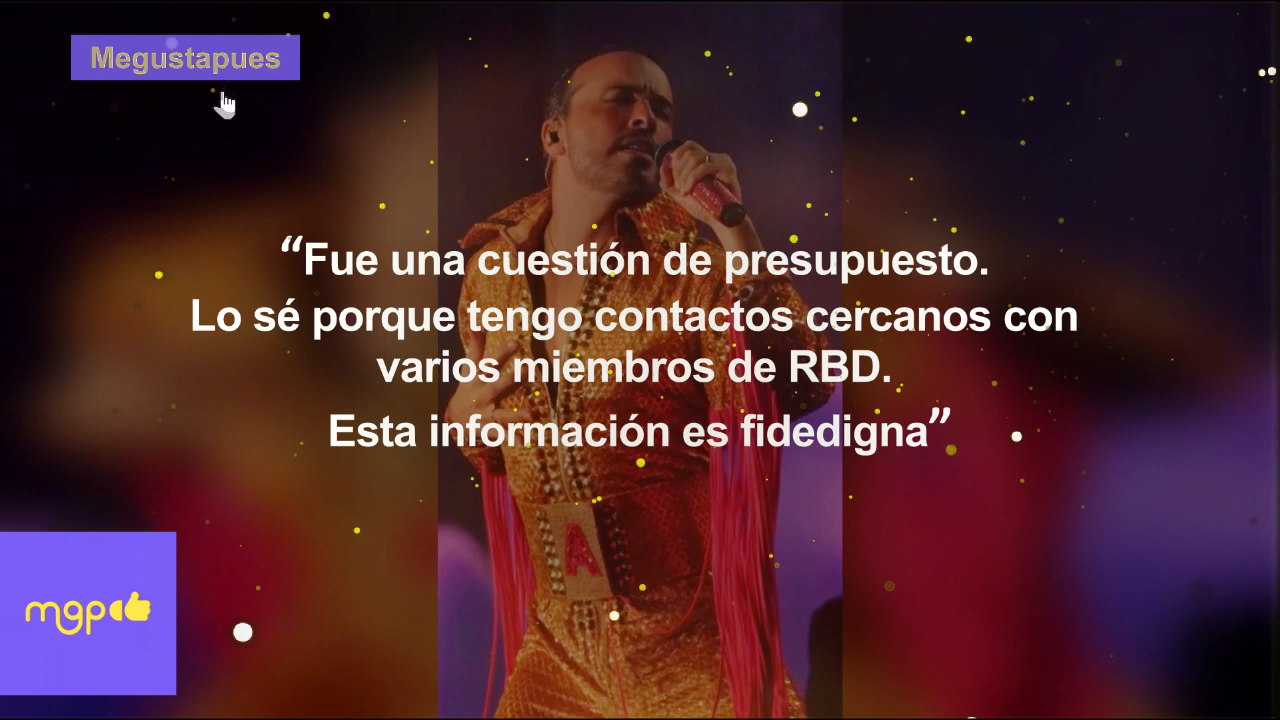 Megustapues
“Fue una cuestión de presupuesto.
Lo sé porque tengo contactos cercanos con
varios miembros de RBD.
Esta información es fidedigna”
A
mgp